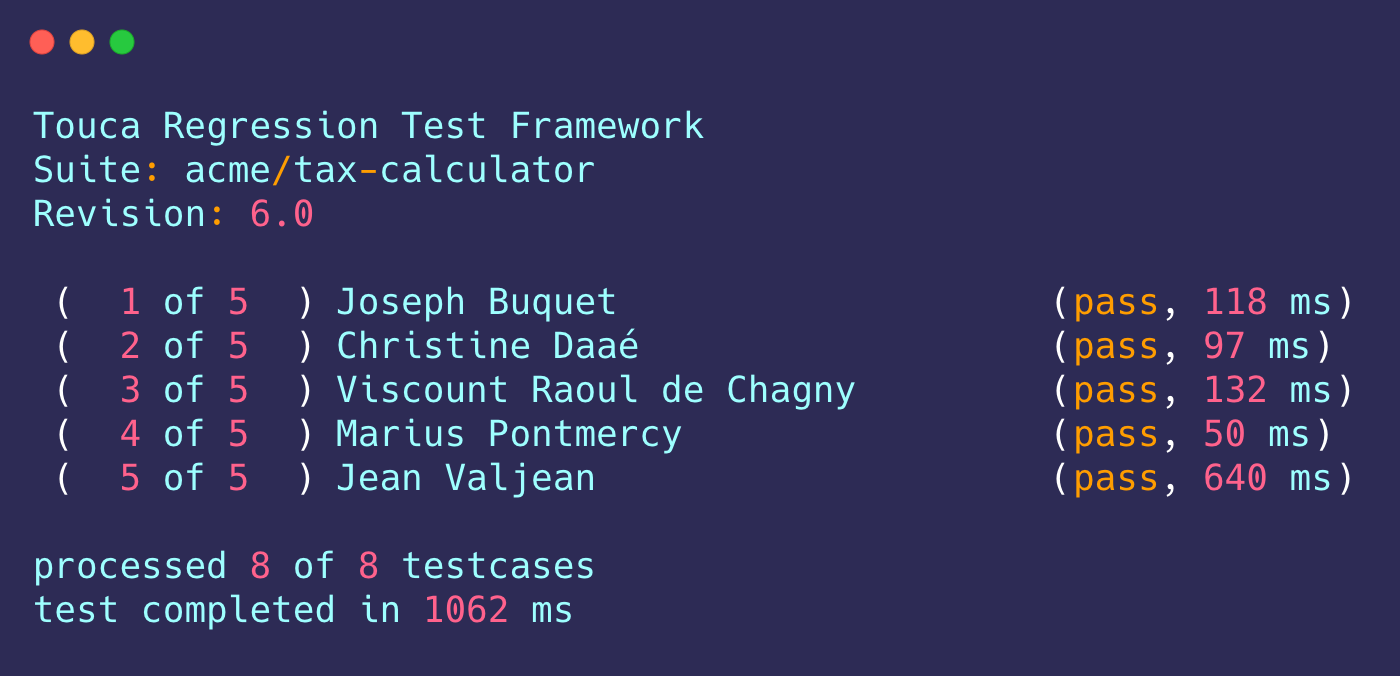 Touca Regression Test Framework
Suite: acme/tax-calculator
Revision: 6.0
(  1 of 5  ) Joseph Buquet (pass, 118 ms)
(  2 of 5  ) Christine Daaé (pass, 97 ms)
(  3 of 5  ) Viscount Raoul de Chagny (pass, 132 ms)
(  4 of 5  ) Marius Pontmercy (pass, 50 ms)
(  5 of 5  ) Jean Valjean (pass, 640 ms)
processed 8 of 8 testcases
test completed in 1062 ms